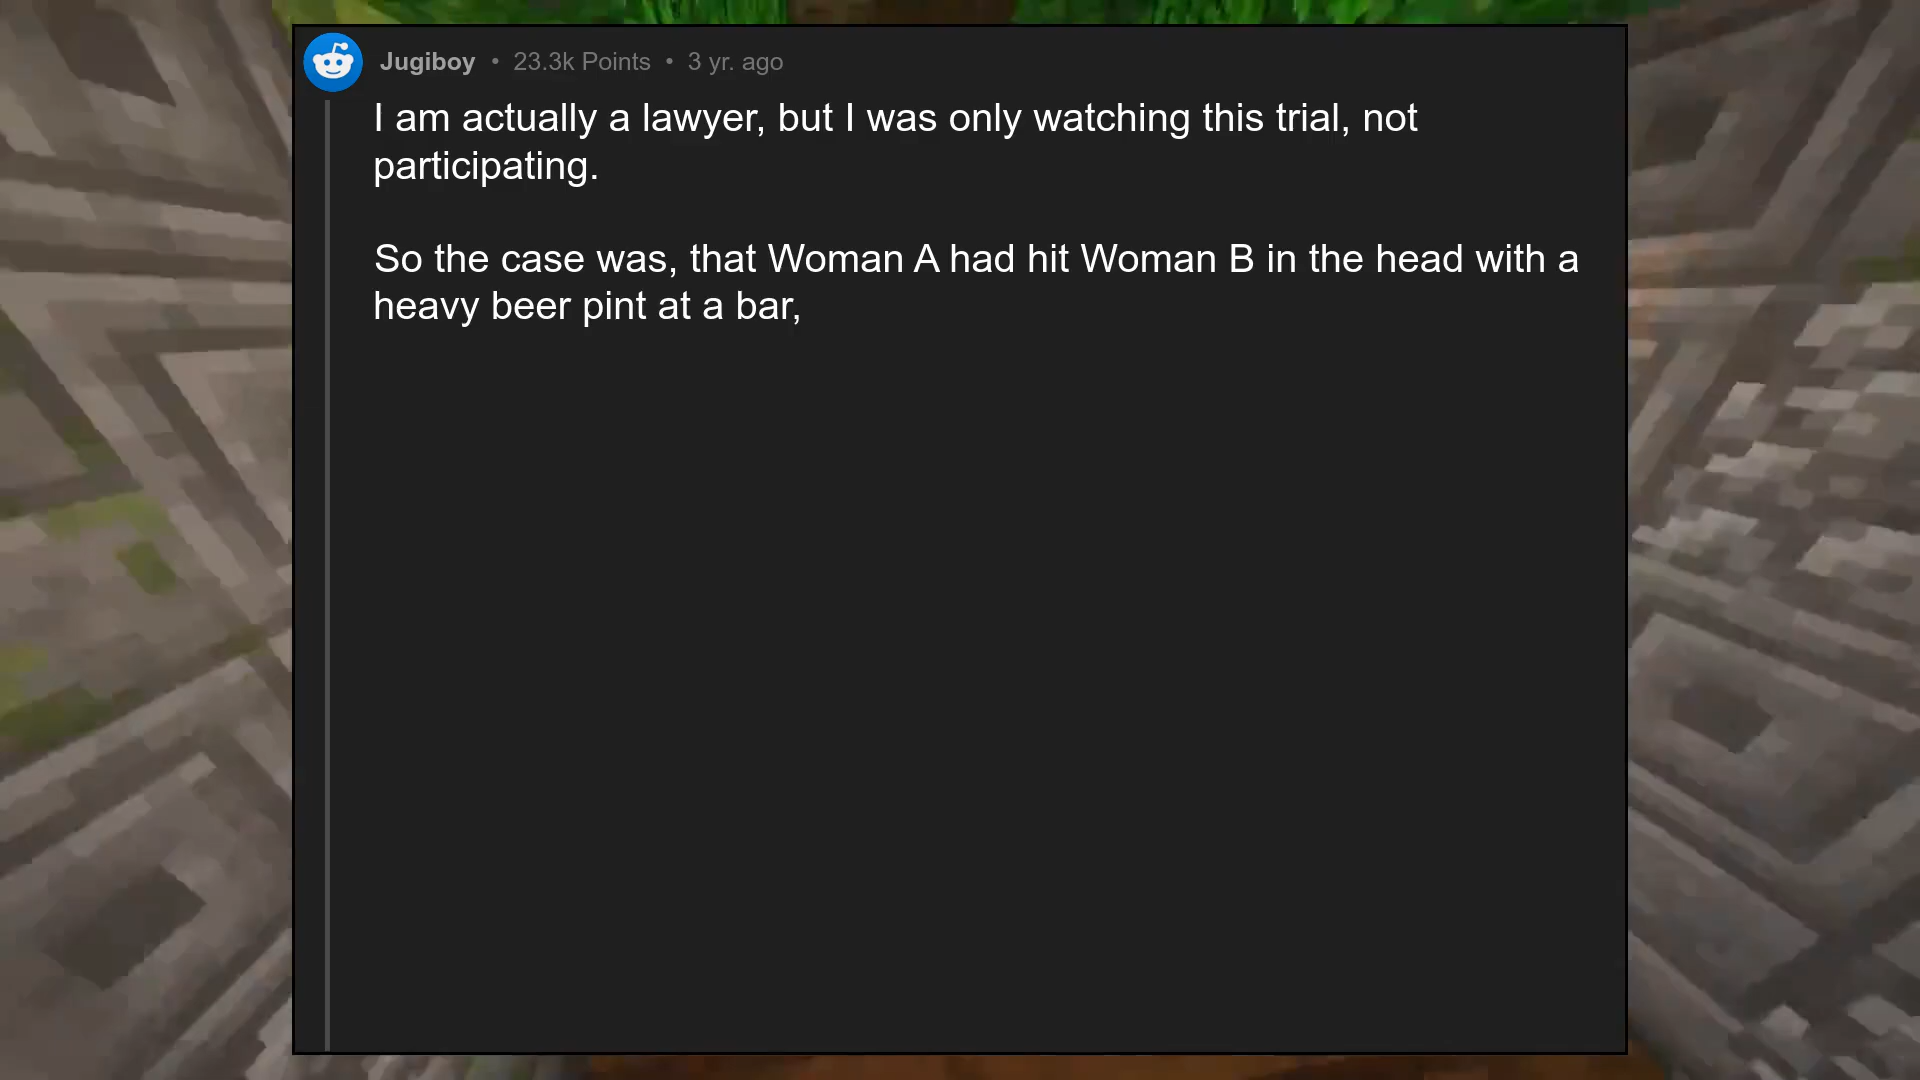 Jugiboy • 23.3k Points • 3 yr. ago
I am actually a lawyer, but I was only watching this trial, not
participating.
So the case was, that Woman A had hit Woman B in the head with a
heavy beer pint at a bar,